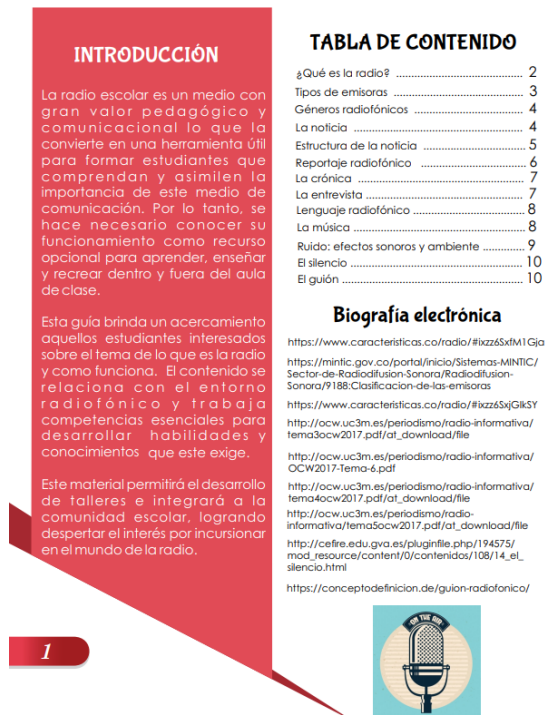 INTRODUCCIÓN
La radio escolar es un medio con
gran valor pedagógico y
comunicacional lo que la
convierte en una herramienta útil
para formar estudiantes que
comprendan y asimilen la
importancia de este medio de
comunicación. Por lo tanto, se
hace necesario conocer su
funcionamiento como recurso
opcional para aprender, enseñar
y recrear dentro y fuera del aula
de clase.
Esta guía brinda un acercamiento
aquellos estudiantes interesados
sobre el tema de lo que es la radio
y como funciona. El contenido se
relaciona con el entorno
radiofónico y trabaja
competencias esenciales para
desarrollar habilidades y
conocimientos que este exige.
Este material permitirá el desarrollo
de talleres e integrará a la
comunidad escolar, logrando
despertar el interés por incursionar
en el mundo de la radio.
1
TABLA DE CONTENIDO
¿Qué es la radio? ...................................... 2
Tipos de emisoras ...................................... 3
Géneros radiofónicos ................................ 4
La noticia .................................................. 4
Estructura de la noticia .............................. 5
Reportaje radiofónico ............................... 6
La crónica ................................................. 7
La entrevista .............................................. 7
Lenguaje radiofónico ................................ 8
La música .................................................. 8
Ruido: efectos sonoros y ambiente ............. 9
El silencio .................................................... 10
El guión ...................................................... 10
Biografía electrónica
https://www.caracteristicas.co/radio/#ixzz6SxfM1Gja
https://mintic.gov.co/portal/inicio/Sistemas-MINTIC/
Sector-de-Radiodifusion-Sonora/Radiodifusion-
Sonora/9188:Clasificacion-de-las-emisoras
https://www.caracteristicas.co/radio/#ixzz6SxjGlkSY
http://ocw.uc3m.es/periodismo/radio-informativa/
tema3ocw2017.pdf/at_download/file
http://ocw.uc3m.es/periodismo/radio-informativa/
OCW2017-Tema-6.pdf
http://ocw.uc3m.es/periodismo/radio-informativa/
tema4ocw2017.pdf/at_download/file
http://ocw.uc3m.es/periodismo/radio-
informativa/tema5ocw2017.pdf/at_download/file
http://cefire.edu.gva.es/pluginfile.php/194575/
mod_resource/content/0/contenidos/108/14_el_
silencio.html
https://conceptodefinicion.de/guion-radiofonico/
ON THE AIR